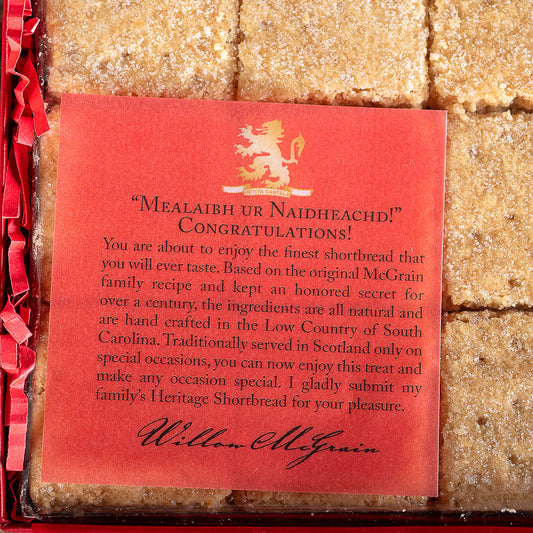 PETITS GASTELS
“MEALAIBH UR NAIDHEACHD!”
CONGRATULATIONS!
You are about to enjoy the finest shortbread that
you will ever taste. Based on the original McGrain
family recipe and kept an honored secret for
over a century, the ingredients are all natural and
are hand crafted in the Low Country of South
Carolina. Traditionally served in Scotland only on
special occasions, you can now enjoy this treat and
make any occasion special. I gladly submit my
family’s Heritage Shortbread for your pleasure.
Willow McGrain